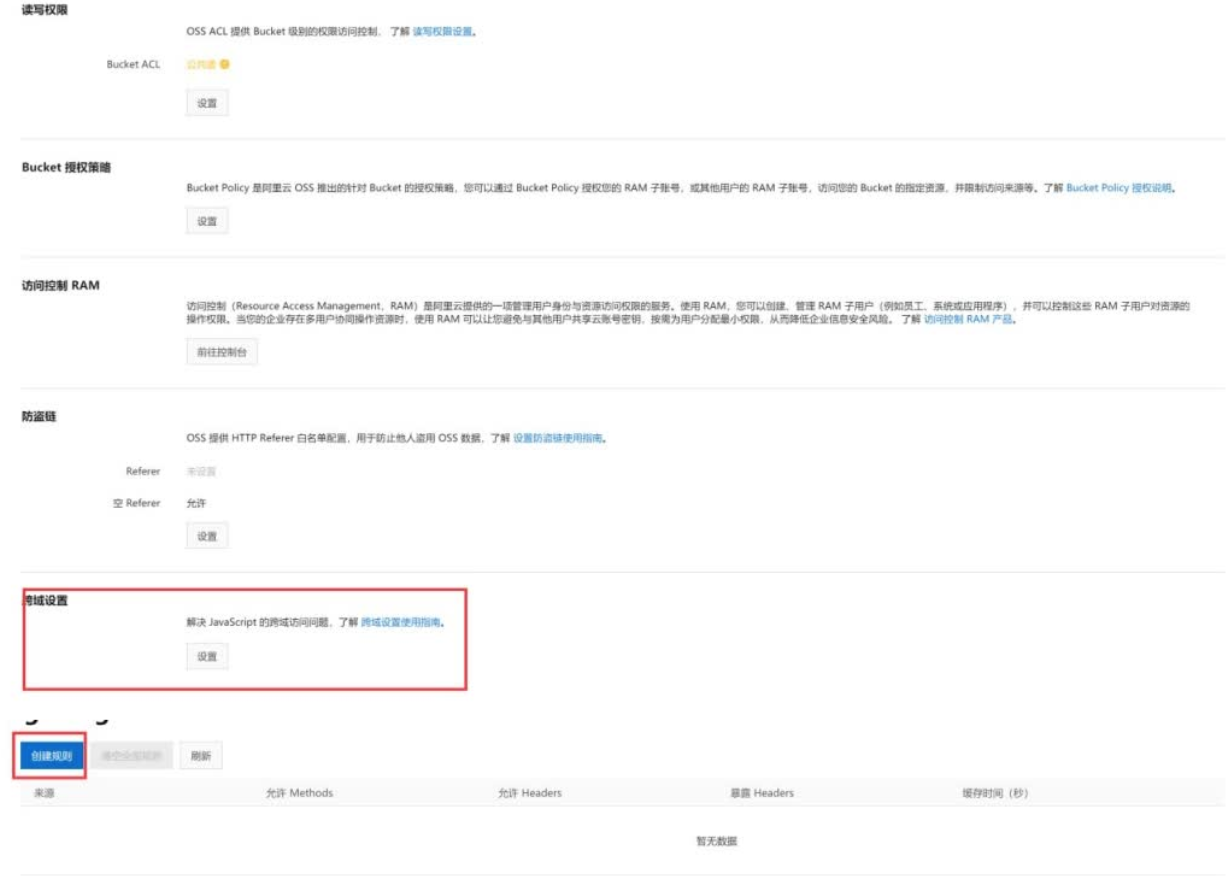 读写权限
OSS ACL 提供 Bucket 级别的权限访问控制， 了解 读写权限设置。
Bucket ACL 公共读
设置
Bucket 授权策略
Bucket Policy 是阿里云 OSS 推出的针对 Bucket 的授权策略，您可以通过 Bucket Policy 授权您的 RAM 子账号，或其他用户的 RAM 子账号，访问您的 Bucket 的指定资源，并限制访问来源等。了解 Bucket Policy 授权说明。
设置
访问控制 RAM
访问控制（Resource Access Management，RAM）是阿里云提供的一项管理用户身份与资源访问权限的服务。使用 RAM，您可以创建、管理 RAM 子用户（例如员工、系统或应用程序），并可以控制这些 RAM 子用户对资源的
操作权限。当您的企业存在多用户协同操作资源时，使用 RAM 可以让您避免与其他用户共享云账号密钥，按需为用户分配最小权限，从而降低企业信息安全风险。 了解 访问控制 RAM 产品。
前往控制台
防盗链
OSS 提供 HTTP Referer 白名单配置，用于防止他人盗用 OSS 数据，了解 设置防盗链使用指南。
Referer 未设置
空 Referer 允许
设置
跨域设置
解决 JavaScript 的跨域访问问题，了解 跨域设置使用指南。
设置
创建规则 清空全部规则 刷新
来源 允许 Methods 允许 Headers 暴露 Headers 缓存时间（秒）
暂无数据